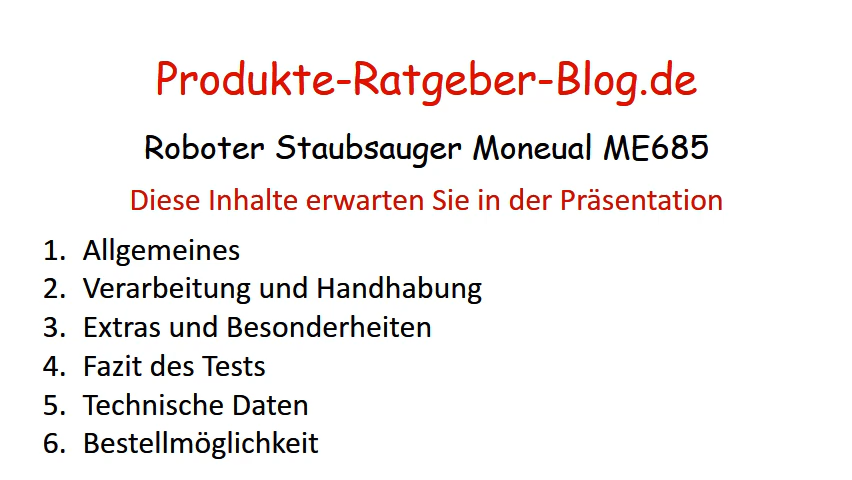 Produkte-Ratgeber-Blog.de
Roboter Staubsauger Moneual ME685
Diese Inhalte erwarten Sie in der Präsentation
1. Allgemeines
2. Verarbeitung und Handhabung
3. Extras und Besonderheiten
4. Fazit des Tests
5. Technische Daten
6. Bestellmöglichkeit